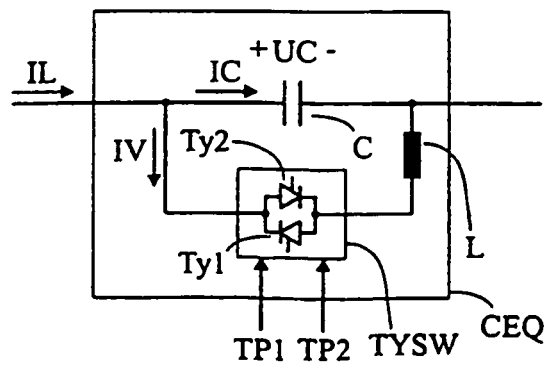 +UC-
IL
IC
IV
Ty2
C
Ty1
L
CEQ
TP1 TP2 TYSW